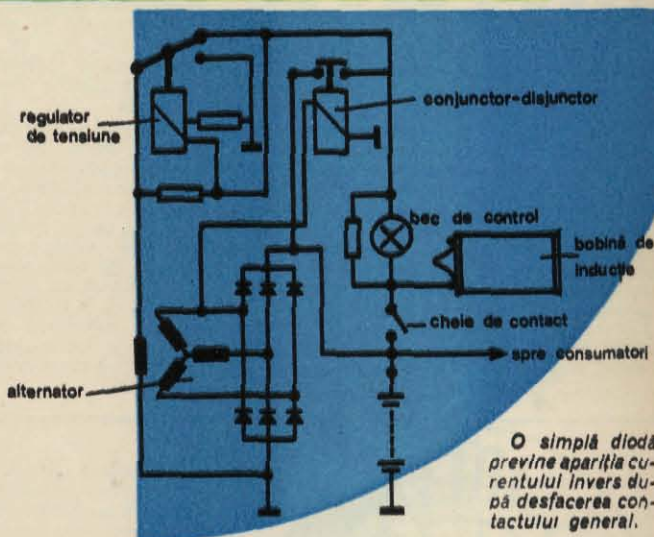 regulator
de tensiune
conjunctor-disjunctor
bec de control
bobină de
inducție
cheie de contact
spre consumatori
alternator
O simplă diodă
previne apariția cu-
rentului invers du-
pă desfacerea con-
tactului general.